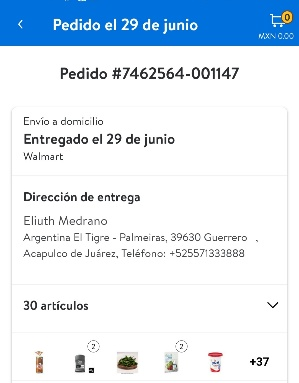 Pedido el 29 de junio
0
MXN 0.00
Pedido #7462564-001147
Envío a domicilio
Entregado el 29 de junio
Walmart
Dirección de entrega
Eliuth Medrano
Argentina El Tigre - Palmeiras, 39630 Guerrero ,
Acapulco de Juárez, Teléfono: +525571333888
30 artículos
2
2
+37